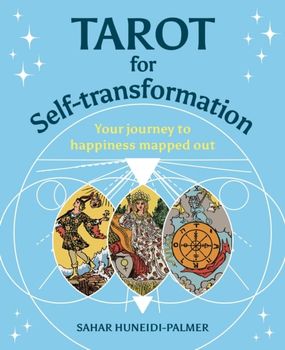 TAROT
for
Self-transformation
Your journey to
happiness mapped out
SAHAR HUNEIDI-PALMER